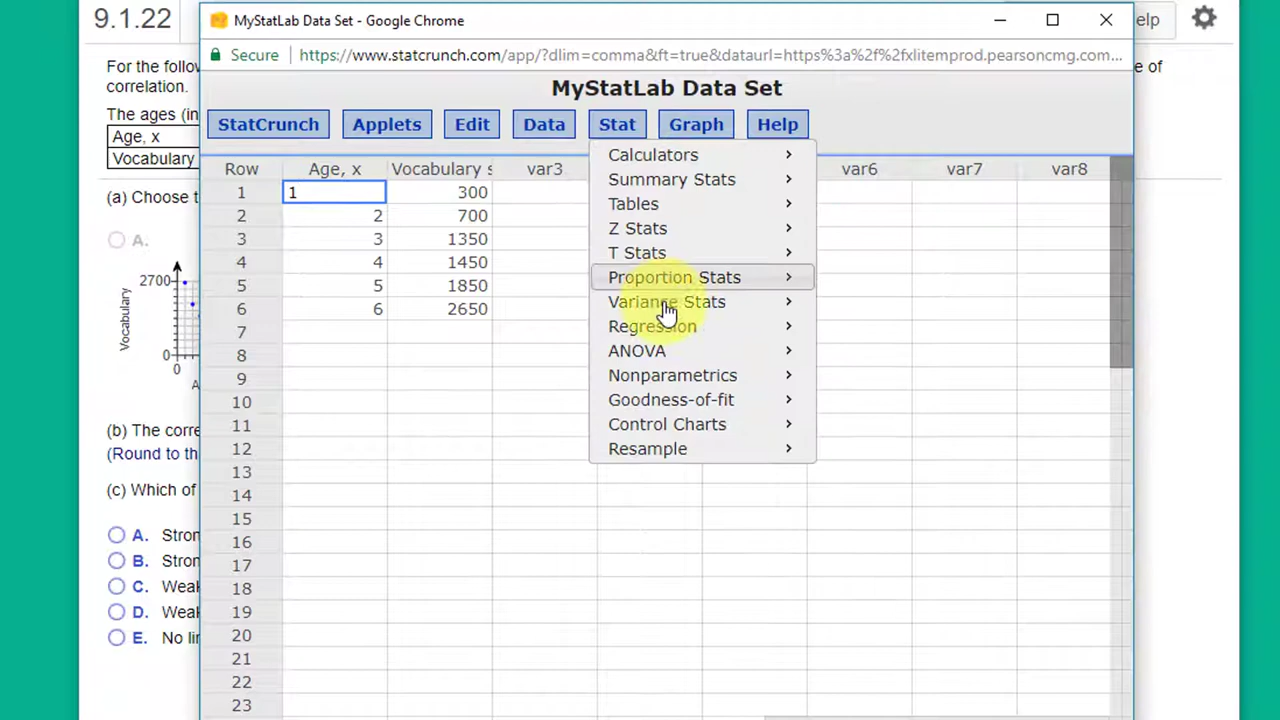 9.1.22
MyStatLab Data Set - Google Chrome
elp
Secure
https://www.statcrunch.com/app/?dlim=comma&ft=true&dataurl=https%3a%2f%2fxlitemprod.pearsoncmg.com...
For the follo
e of
correlation.
MyStatLab Data Set
The ages (in
StatCrunch Applets Edit Data Stat Graph Help
Age, x
Vocabulary
Calculators
Summary Stats
Tables
Z Stats
T Stats
Proportion Stats
Variance Stats
Regression
ANOVA
Nonparametrics
Goodness-of-fit
Control Charts
Resample
Row Age, x Vocabulary s var3 var6 var7 var8
1 1 300
2 2 700
3 3 1350
4 4 1450
5 5 1850
6 6 2650
7
8
9
10
11
12
13
14
15
16
17
18
19
20
21
22
23
(a) Choose t
A.
2700
Vocabulary
0
0
A
(b) The corre
(Round to th
(c) Which of
A. Stron
B. Stron
C. Weak
D. Weak
E. No lin